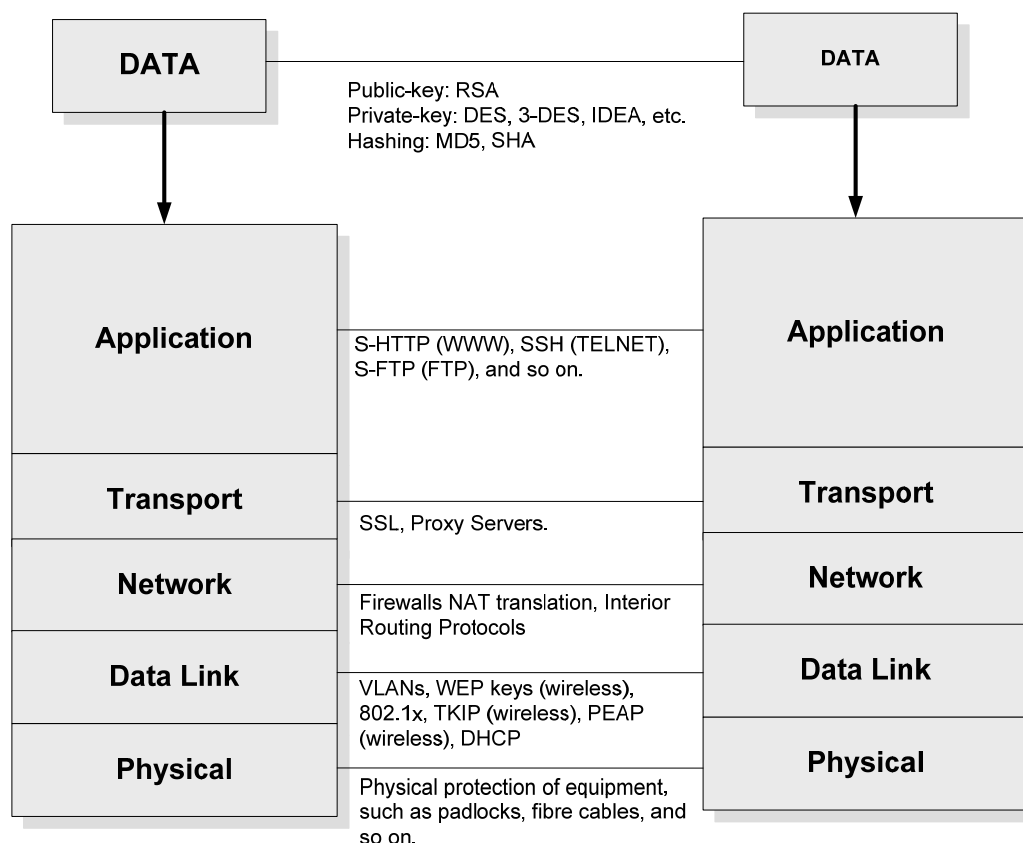 DATA
DATA
Public-key: RSA
Private-key: DES, 3-DES, IDEA, etc.
Hashing: MD5, SHA
Application
Application
S-HTTP (WWW), SSH (TELNET),
S-FTP (FTP), and so on.
Transport
Transport
SSL, Proxy Servers.
Network
Network
Firewalls NAT translation, Interior
Routing Protocols
Data Link
Data Link
VLANs, WEP keys (wireless),
802.1x, TKIP (wireless), PEAP
(wireless), DHCP
Physical
Physical
Physical protection of equipment,
such as padlocks, fibre cables, and
so on.